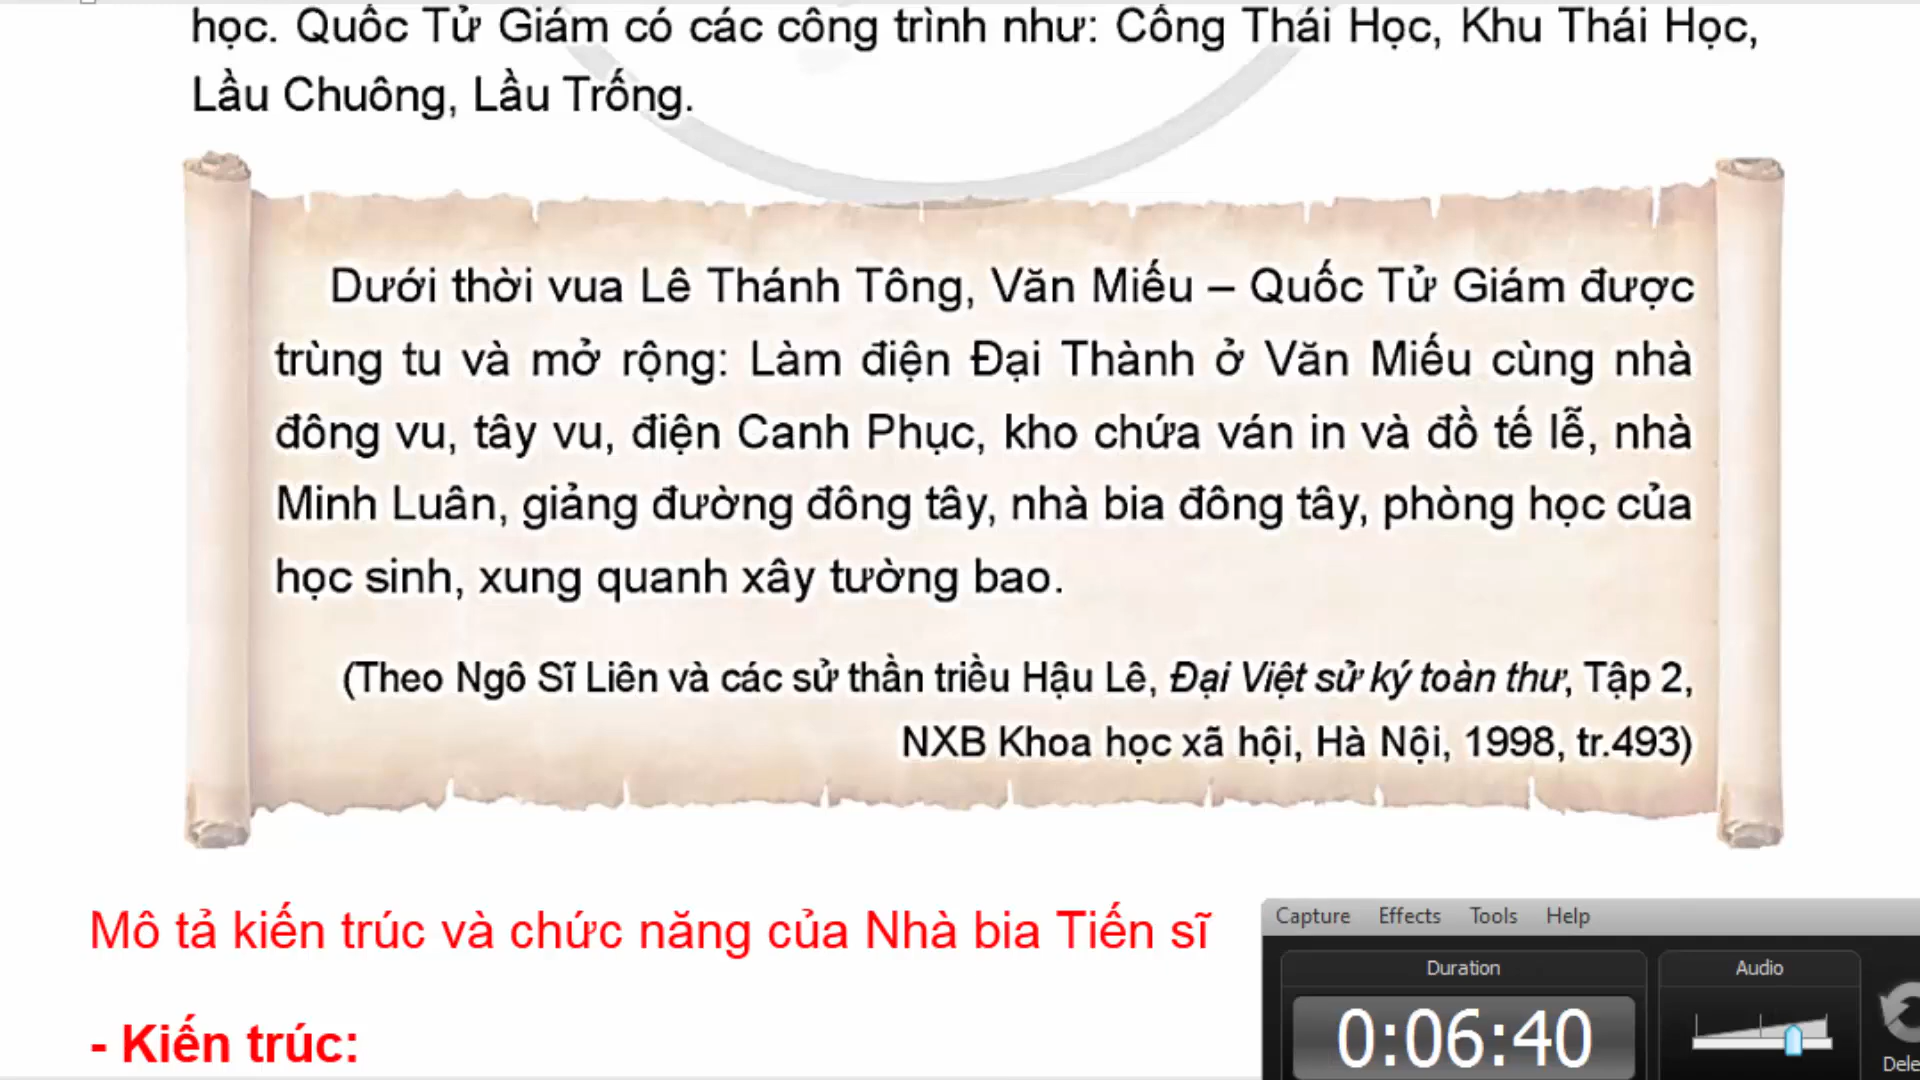 học. Quốc Tử Giám có các công trình như: Cổng Thái Học, Khu Thái Học,
Lầu Chuông, Lầu Trống.
Dưới thời vua Lê Thánh Tông, Văn Miếu – Quốc Tử Giám được
trùng tu và mở rộng: Làm điện Đại Thành ở Văn Miếu cùng nhà
đông vu, tây vu, điện Canh Phục, kho chứa ván in và đồ tế lễ, nhà
Minh Luân, giảng đường đông tây, nhà bia đông tây, phòng học của
học sinh, xung quanh xây tường bao.
(Theo Ngô Sĩ Liên và các sử thần triều Hậu Lê, Đại Việt sử ký toàn thư, Tập 2,
NXB Khoa học xã hội, Hà Nội, 1998, tr.493)
Mô tả kiến trúc và chức năng của Nhà bia Tiến sĩ
- Kiến trúc:
Capture Effects Tools Help
Duration Audio
0:06:40
Dele